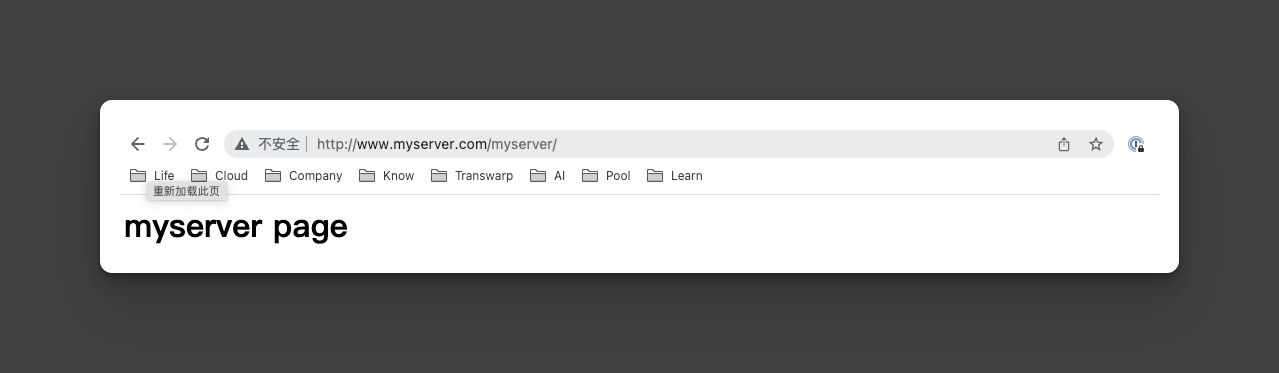 不安全 http://www.myserver.com/myserver/
Life Cloud Company Know Transwarp AI Pool Learn
重新加载此页
myserver page